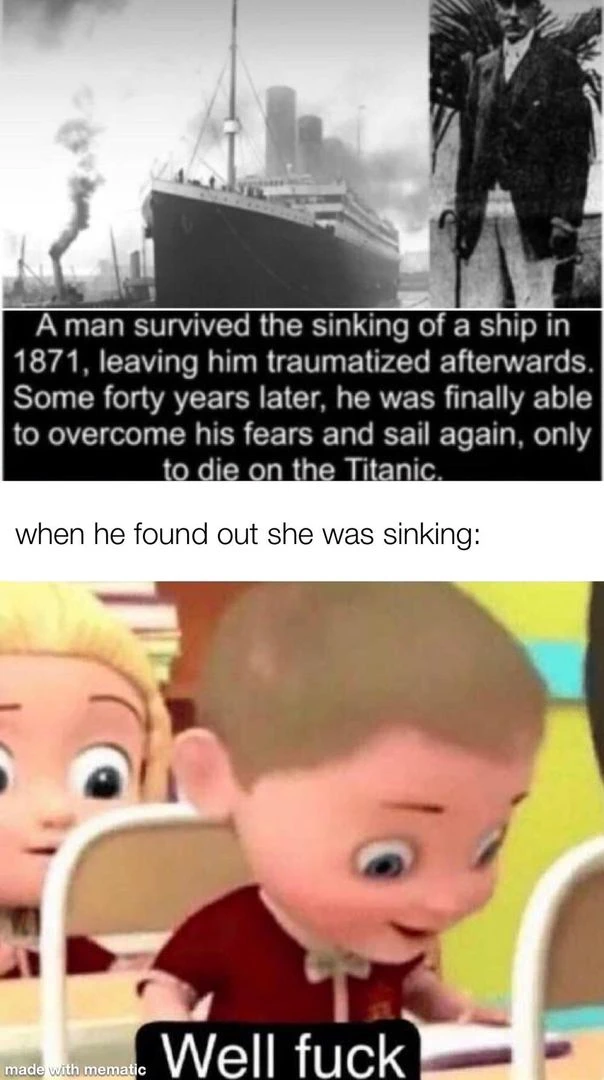 A man survived the sinking of a ship in
1871, leaving him traumatized afterwards.
Some forty years later, he was finally able
to overcome his fears and sail again, only
to die on the Titanic.
when he found out she was sinking:
Well fuck
made with mematic